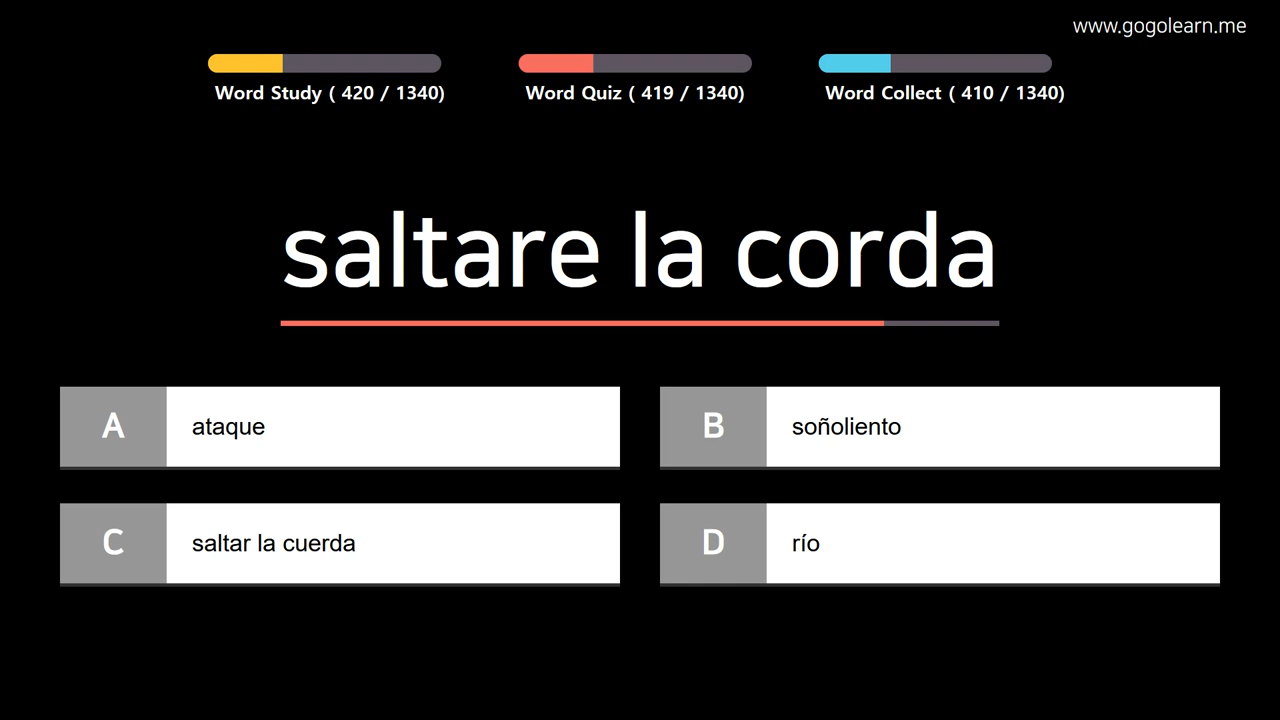 www.gogolearn.me
Word Study ( 420 / 1340)
Word Quiz ( 419 / 1340)
Word Collect ( 410 / 1340)
saltare la corda
A
ataque
B
soñoliento
C
saltar la cuerda
D
río